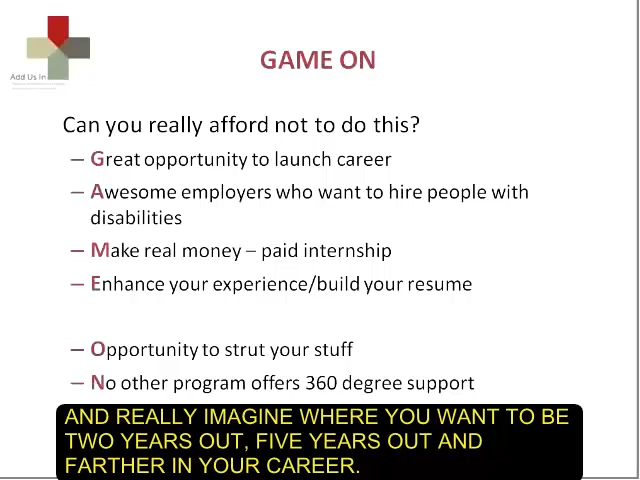 Add Us In
GAME ON
Can you really afford not to do this?
– Great opportunity to launch career
– Awesome employers who want to hire people with
disabilities
– Make real money – paid internship
– Enhance your experience/build your resume
– Opportunity to strut your stuff
– No other program offers 360 degree support
AND REALLY IMAGINE WHERE YOU WANT TO BE
TWO YEARS OUT, FIVE YEARS OUT AND
FARTHER IN YOUR CAREER.